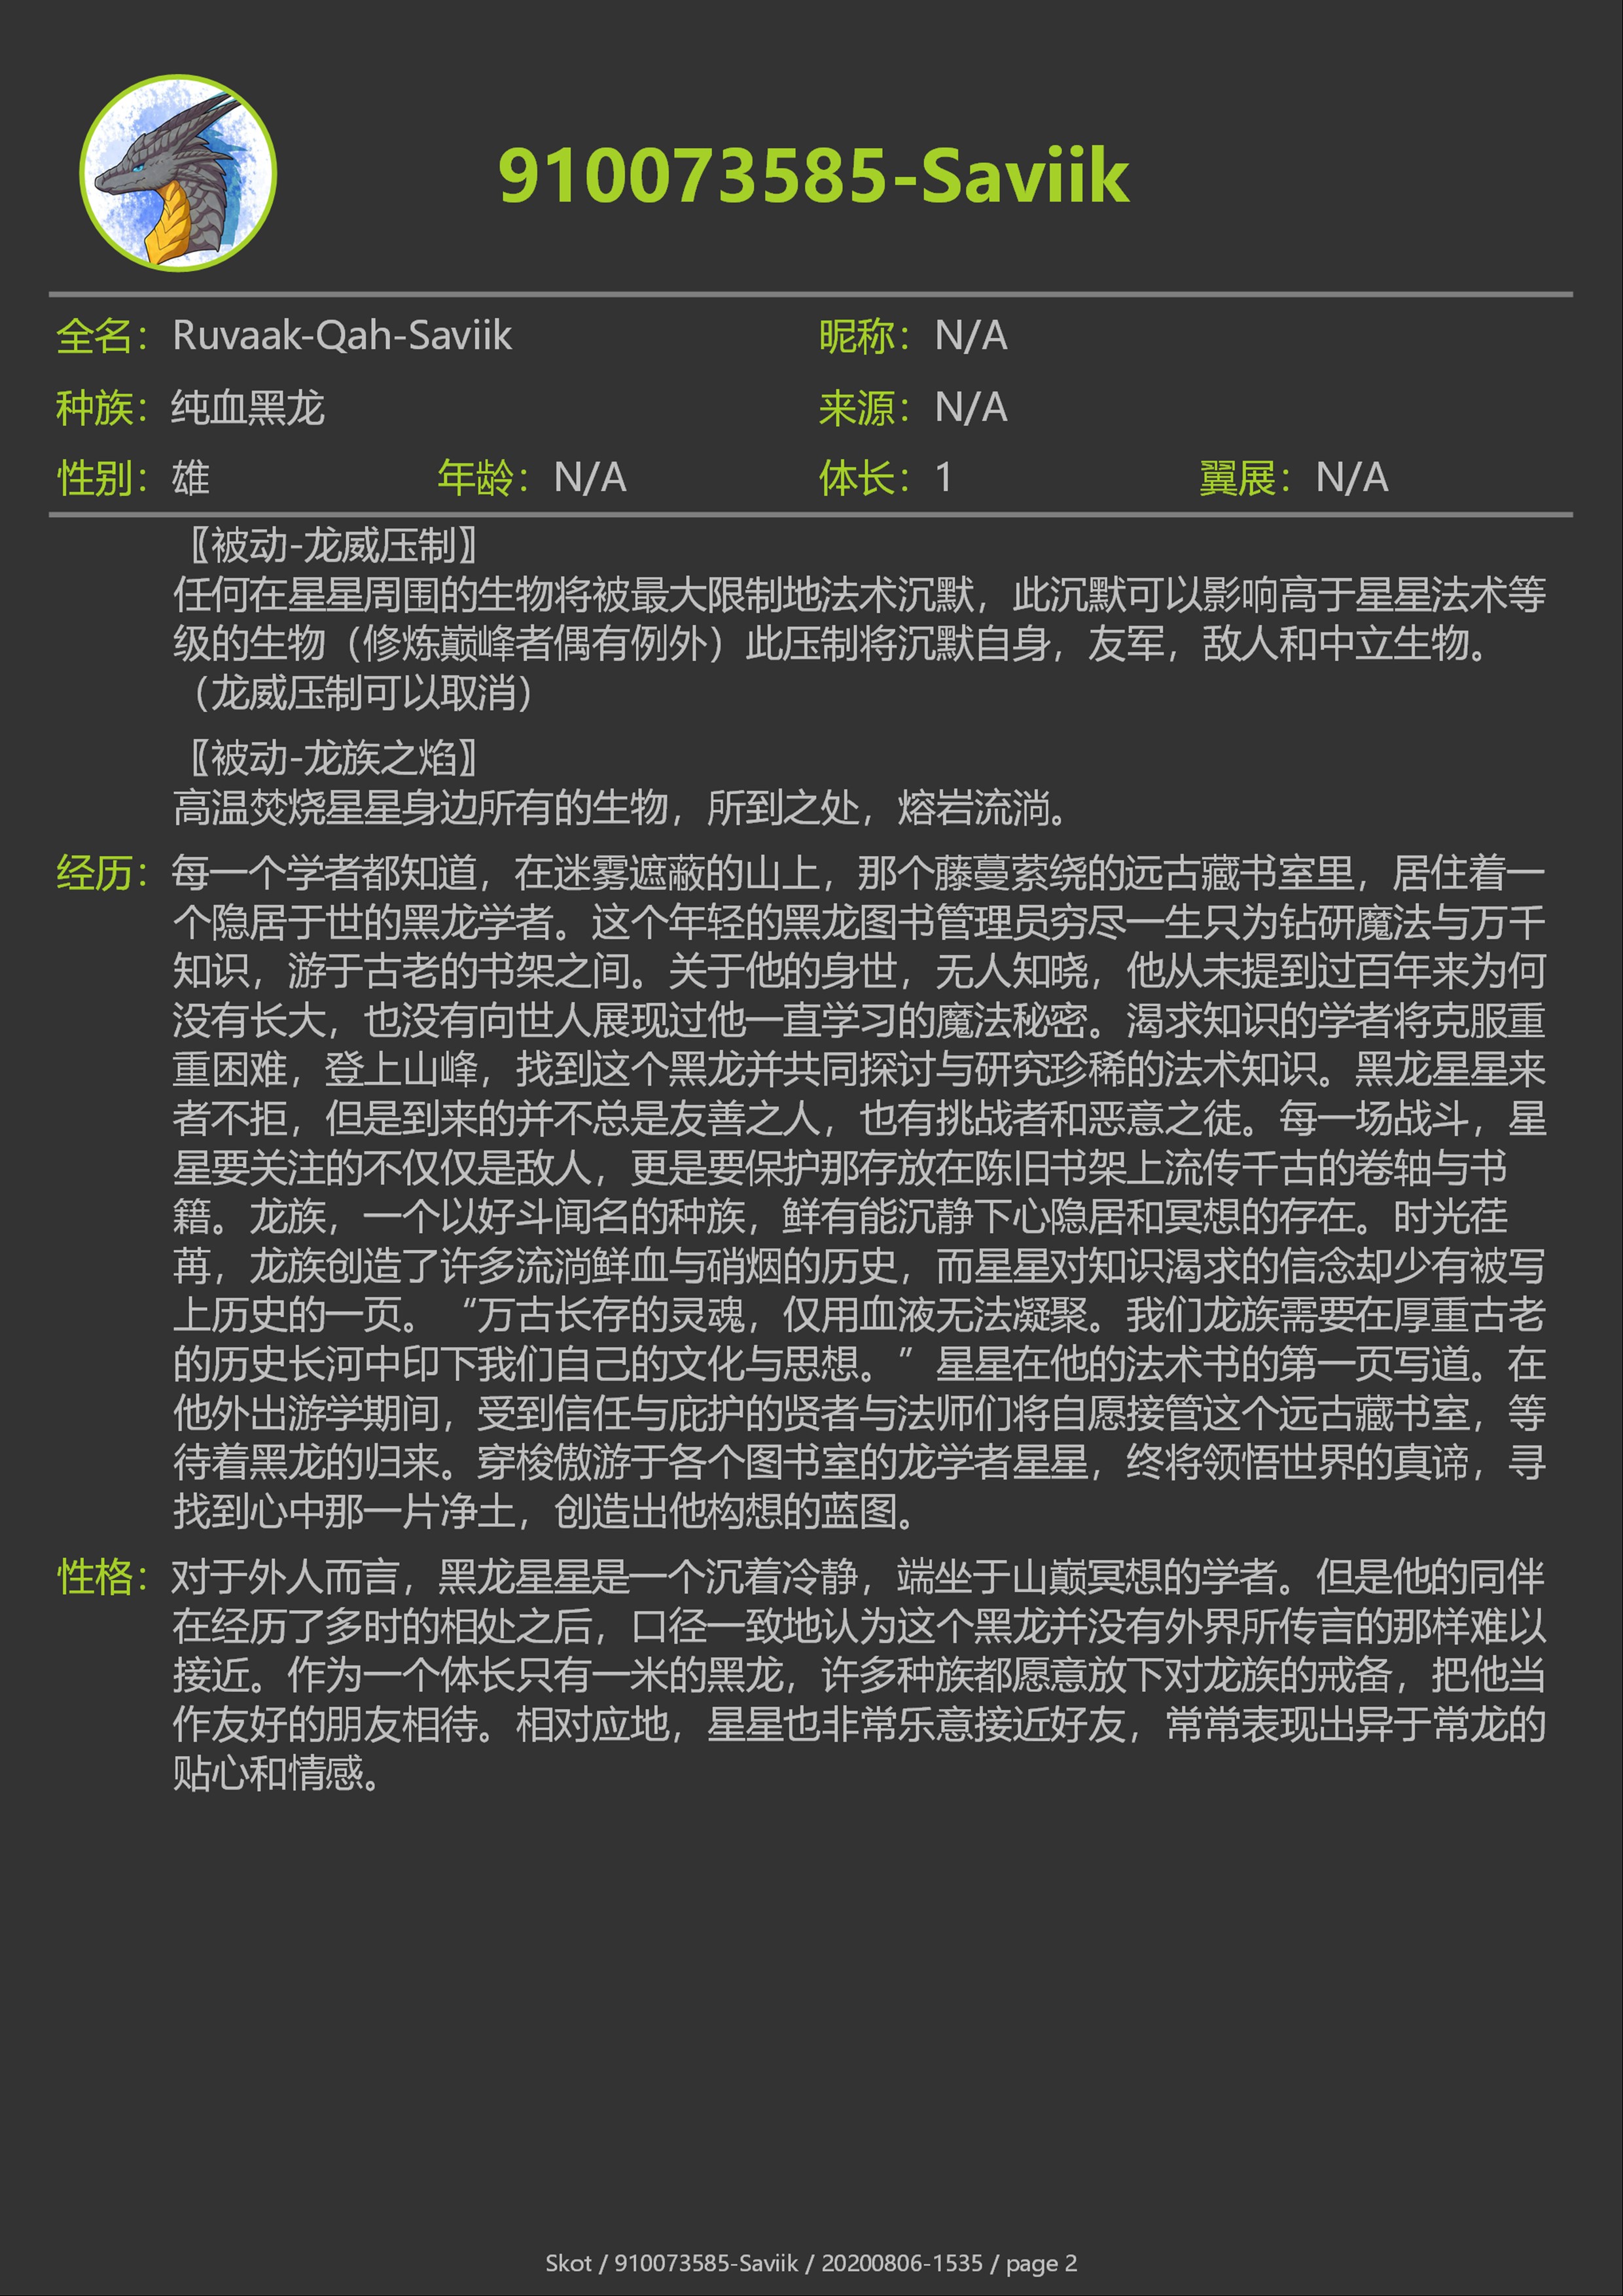 910073585-Saviik
全名：Ruvaak-Qah-Saviik 昵称：N/A
种族：纯血黑龙 来源：N/A
性别：雄 年龄：N/A 体长：1 翼展：N/A
〖被动-龙威压制〗
任何在星星周围的生物将被最大限制地法术沉默，此沉默可以影响高于星星法术等
级的生物（修炼巅峰者偶有例外）此压制将沉默自身，友军，敌人和中立生物。
（龙威压制可以取消）
〖被动-龙族之焰〗
高温焚烧星星身边所有的生物，所到之处，熔岩流淌。
经历：每一个学者都知道，在迷雾遮蔽的山上，那个藤蔓萦绕的远古藏书室里，居住着一
个隐居于世的黑龙学者。这个年轻的黑龙图书管理员穷尽一生只为钻研魔法与万千
知识，游于古老的书架之间。关于他的身世，无人知晓，他从未提到过百年来为何
没有长大，也没有向世人展现过他一直学习的魔法秘密。渴求知识的学者将克服重
重困难，登上山峰，找到这个黑龙并共同探讨与研究珍稀的法术知识。黑龙星星来
者不拒，但是到来的并不总是友善之人，也有挑战者和恶意之徒。每一场战斗，星
星要关注的不仅仅是敌人，更是要保护那存放在陈旧书架上流传千古的卷轴与书
籍。龙族，一个以好斗闻名的种族，鲜有能沉静下心隐居和冥想的存在。时光荏
苒，龙族创造了许多流淌鲜血与硝烟的历史，而星星对知识渴求的信念却少有被写
上历史的一页。“万古长存的灵魂，仅用血液无法凝聚。我们龙族需要在厚重古老
的历史长河中印下我们自己的文化与思想。”星星在他的法术书的第一页写道。在
他外出游学期间，受到信任与庇护的贤者与法师们将自愿接管这个远古藏书室，等
待着黑龙的归来。穿梭傲游于各个图书室的龙学者星星，终将领悟世界的真谛，寻
找到心中那一片净土，创造出他构想的蓝图。
性格：对于外人而言，黑龙星星是一个沉着冷静，端坐于山巅冥想的学者。但是他的同伴
在经历了多时的相处之后，口径一致地认为这个黑龙并没有外界所传言的那样难以
接近。作为一个体长只有一米的黑龙，许多种族都愿意放下对龙族的戒备，把他当
作友好的朋友相待。相对应地，星星也非常乐意接近好友，常常表现出异于常龙的
贴心和情感。
Skot / 910073585-Saviik / 20200806-1535 / page 2